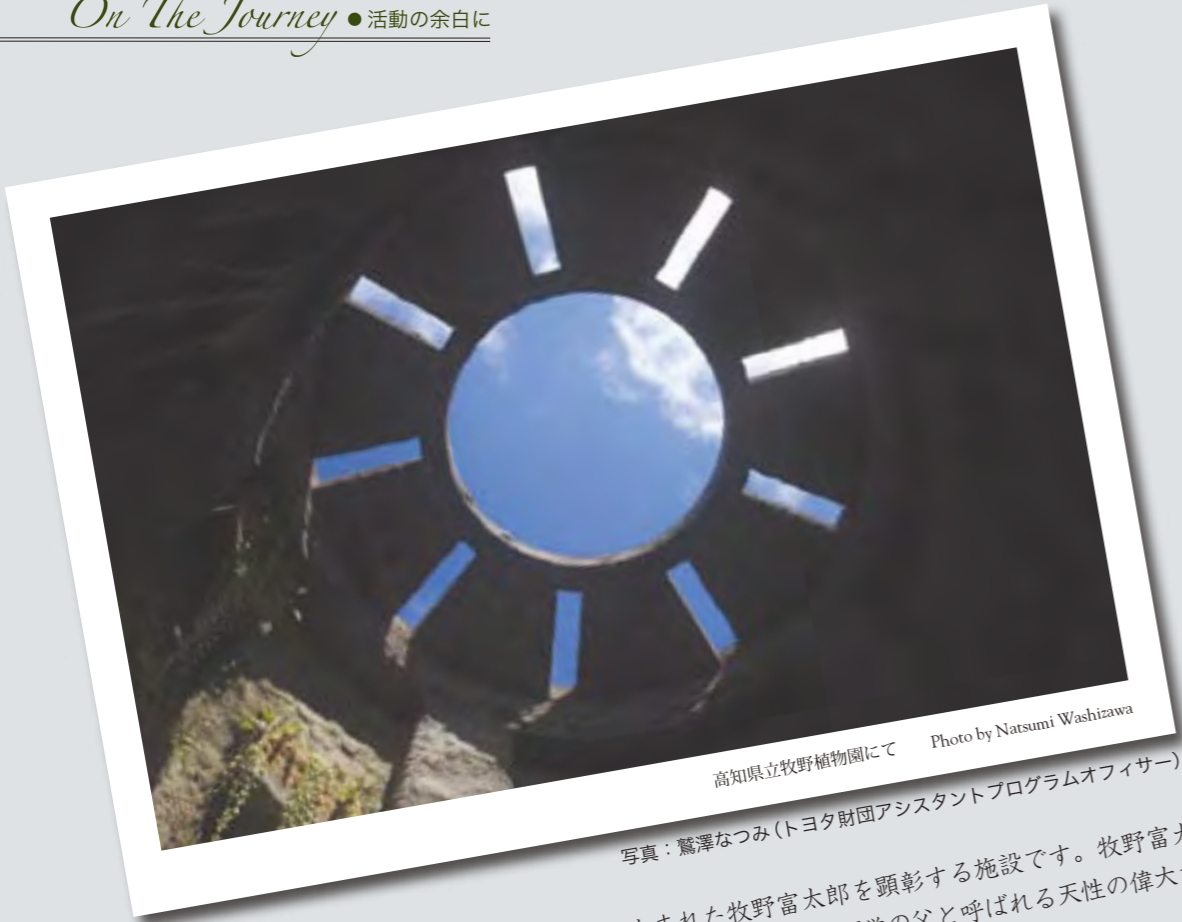 On The Journey ● 活動の余白に
高知県立牧野植物園にて Photo by Natsumi Washizawa
写真：鷲澤なつみ（トヨタ財団アシスタントプログラムオフィサー）
まれた牧野富太郎を顕彰する施設です。牧野富
の父と呼ばれる天性の偉大